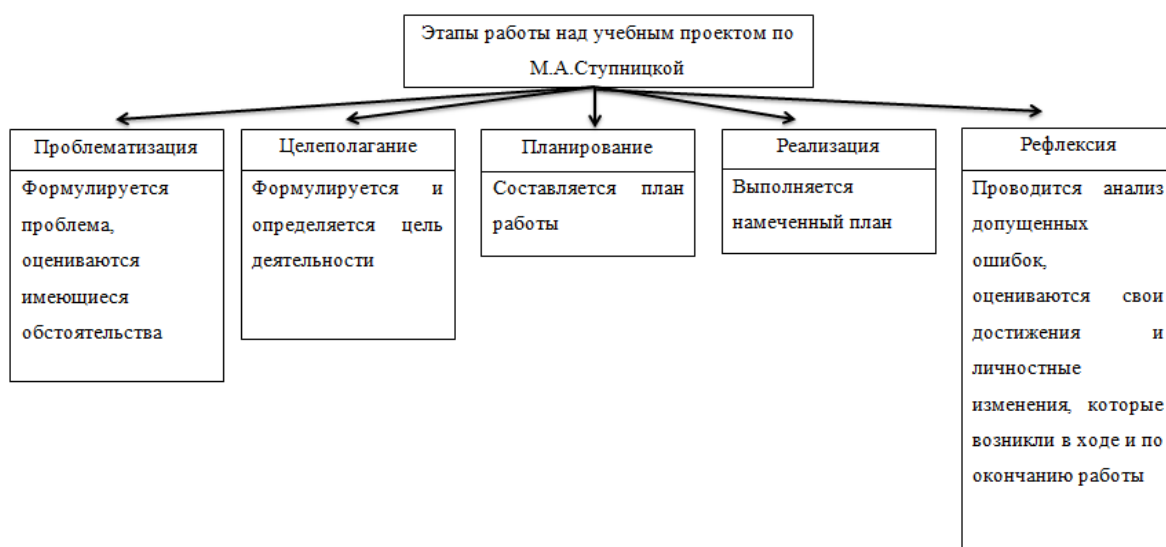 Этапы работы над учебным проектом по
М.А.Ступницкой
Проблематизация
Формулируется
проблема,
оцениваются
имеющиеся
обстоятельства
Целеполагание
Формулируется и
определяется цель
деятельности
Планирование
Составляется план
работы
Реализация
Выполняется
намеченный план
Рефлексия
Проводится анализ
допущенных
ошибок,
оцениваются свои
достижения и
личностные
изменения, которые
возникли в ходе и по
окончанию работы